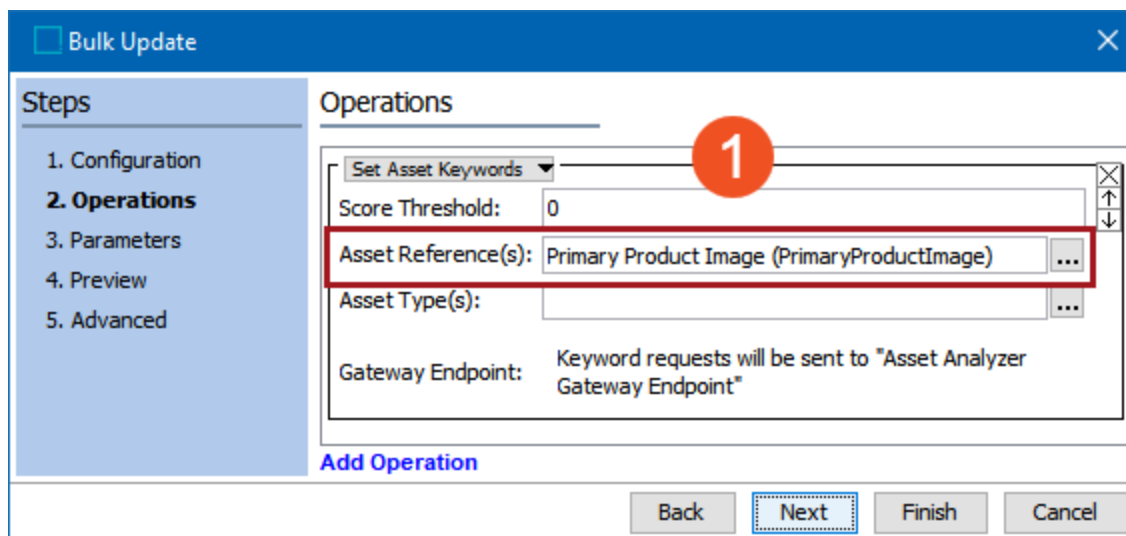 Bulk Update
Steps
1. Configuration
2. Operations
3. Parameters
4. Preview
5. Advanced
Operations
1
Set Asset Keywords
Score Threshold: 0
Asset Reference(s): Primary Product Image (PrimaryProductImage) ...
Asset Type(s): ...
Gateway Endpoint: Keyword requests will be sent to "Asset Analyzer
Gateway Endpoint"
Add Operation
Back Next Finish Cancel